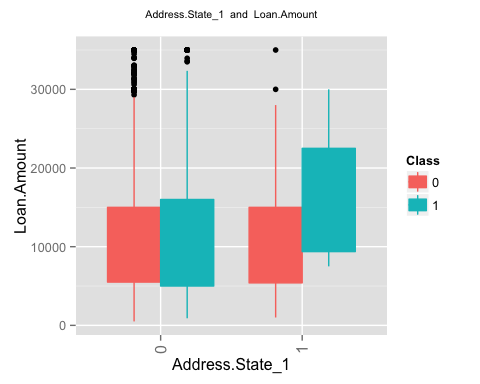 Address.State_1 and Loan.Amount
Loan.Amount
30000
20000
10000
0
0
1
Address.State_1
Class
0
1